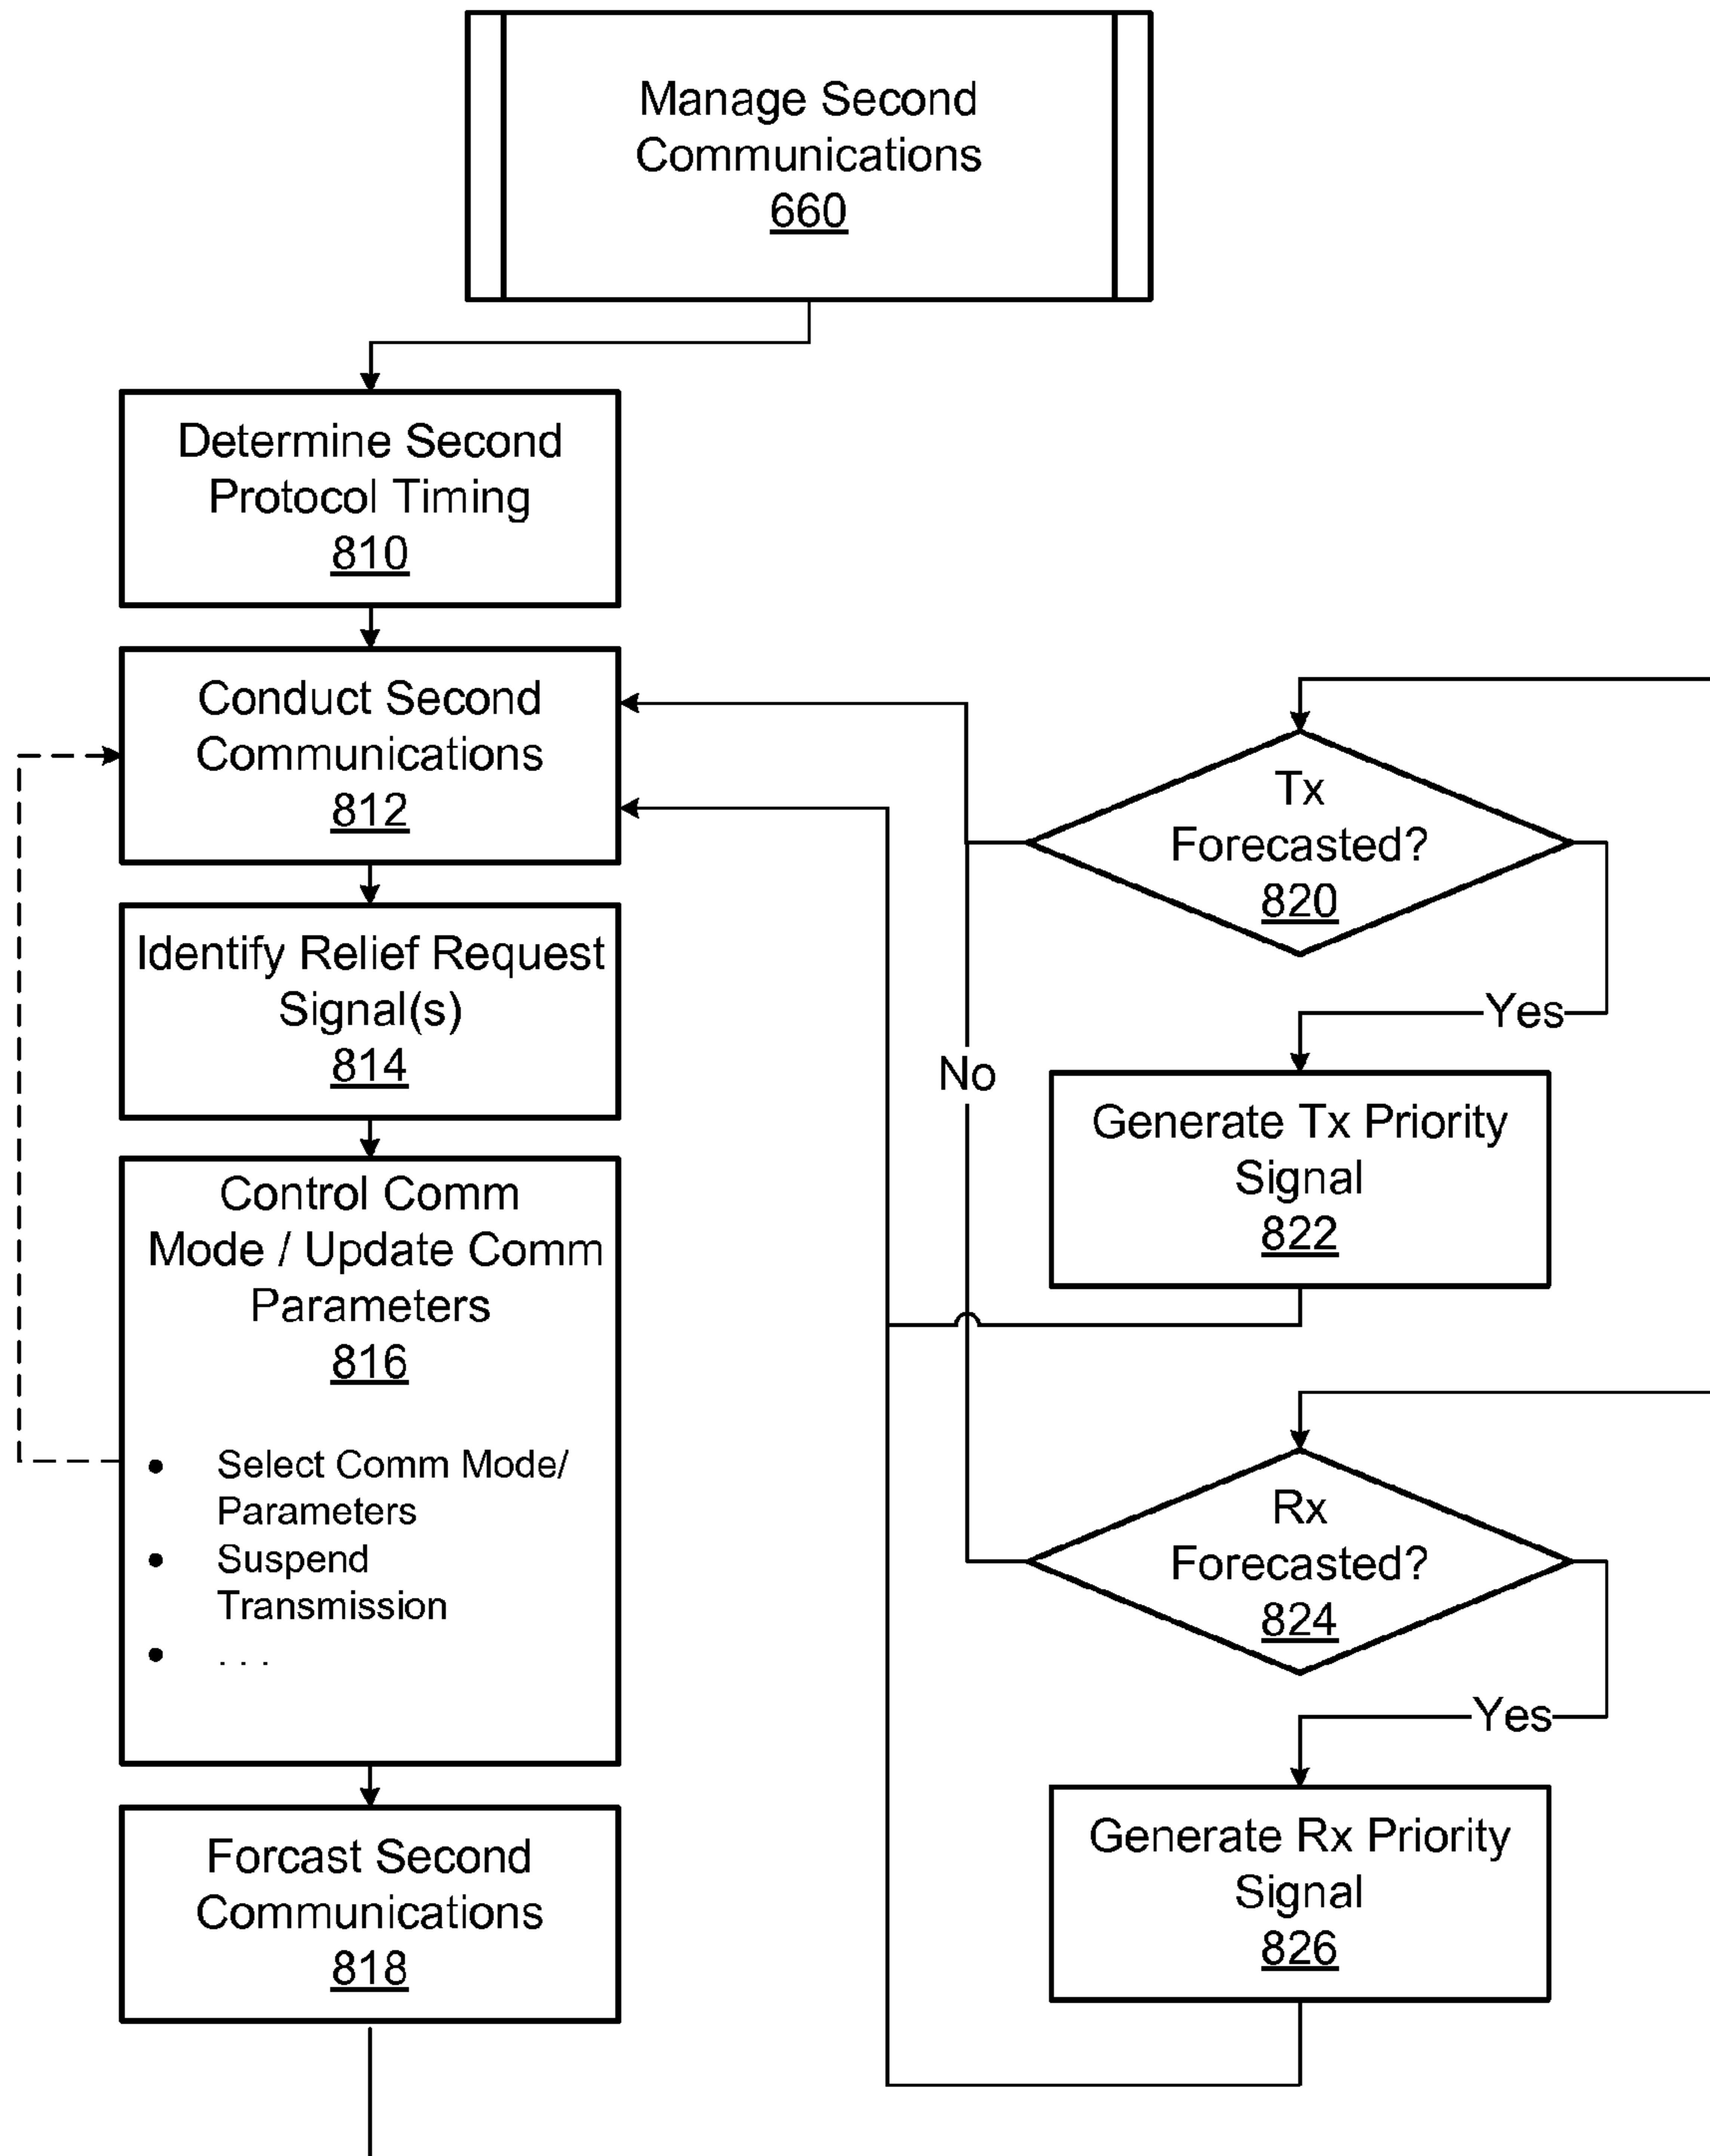 Manage Second
Communications
660
Determine Second
Protocol Timing
810
Conduct Second
Communications
812
Identify Relief Request
Signal(s)
814
Control Comm
Mode / Update Comm
Parameters
816
• Select Comm Mode/
Parameters
• Suspend
Transmission
• . . .
Forcast Second
Communications
818
Tx
Forecasted?
820
Yes
No
Generate Tx Priority
Signal
822
Rx
Forecasted?
824
Yes
Generate Rx Priority
Signal
826